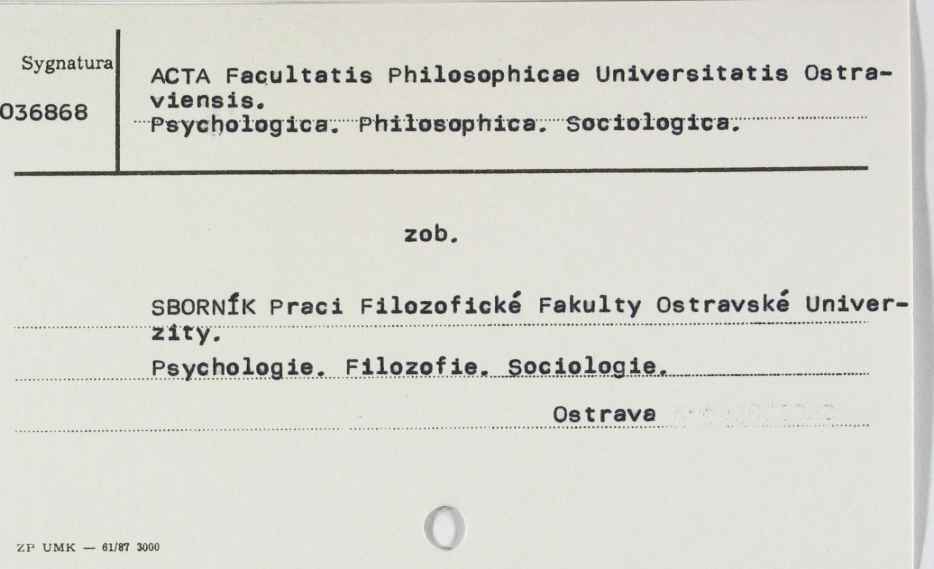 Sygnatura
036868
ACTA Facultatis Philosophicae Universitatis Ostra-
viensis.
Psychologica. Philosophica. Sociologica.
zob.
SBORNÍK Praci Filozofické Fakulty Ostravské Univer-
zity.
Psychologie. Filozofie. Sociologie.
Ostrava
ZP UMK — 61/87 3000